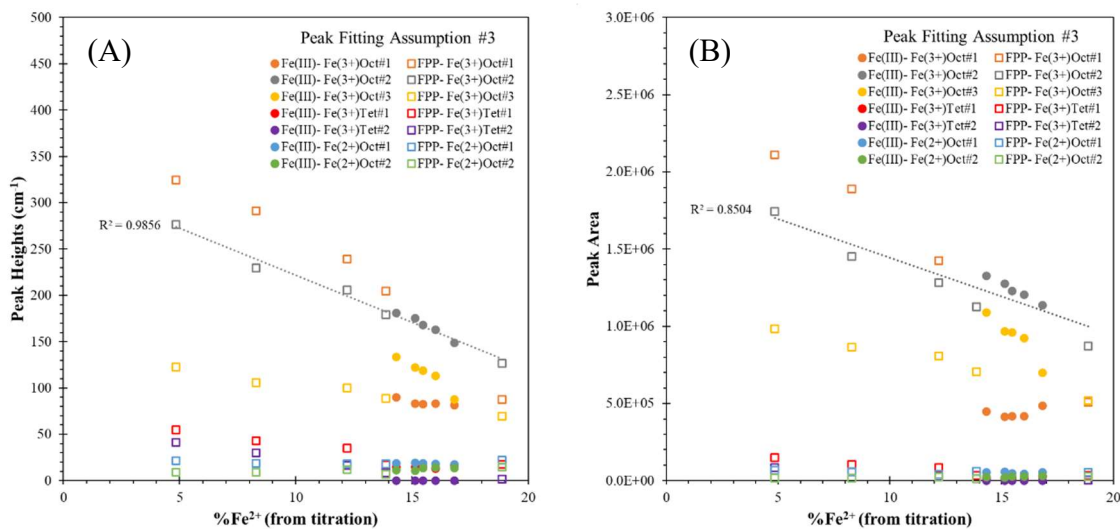 (A)
Peak Fitting Assumption #3
Fe(III)- Fe(3+)Oct#1 FPP- Fe(3+)Oct#1
Fe(III)- Fe(3+)Oct#2 FPP- Fe(3+)Oct#2
Fe(III)- Fe(3+)Oct#3 FPP- Fe(3+)Oct#3
Fe(III)- Fe(3+)Tet#1 FPP- Fe(3+)Tet#1
Fe(III)- Fe(3+)Tet#2 FPP- Fe(3+)Tet#2
Fe(III)- Fe(2+)Oct#1 FPP- Fe(2+)Oct#1
Fe(III)- Fe(2+)Oct#2 FPP- Fe(2+)Oct#2
R² = 0.9856
Peak Heights (cm⁻¹)
500
450
400
350
300
250
200
150
100
50
0
0 5 10 15 20
%Fe²⁺ (from titration)
(B)
Peak Fitting Assumption #3
Fe(III)- Fe(3+)Oct#1 FPP- Fe(3+)Oct#1
Fe(III)- Fe(3+)Oct#2 FPP- Fe(3+)Oct#2
Fe(III)- Fe(3+)Oct#3 FPP- Fe(3+)Oct#3
Fe(III)- Fe(3+)Tet#1 FPP- Fe(3+)Tet#1
Fe(III)- Fe(3+)Tet#2 FPP- Fe(3+)Tet#2
Fe(III)- Fe(2+)Oct#1 FPP- Fe(2+)Oct#1
Fe(III)- Fe(2+)Oct#2 FPP- Fe(2+)Oct#2
R² = 0.8504
Peak Area
3.0E+06
2.5E+06
2.0E+06
1.5E+06
1.0E+06
5.0E+05
0.0E+00
0 5 10 15 20
%Fe²⁺ (from titration)